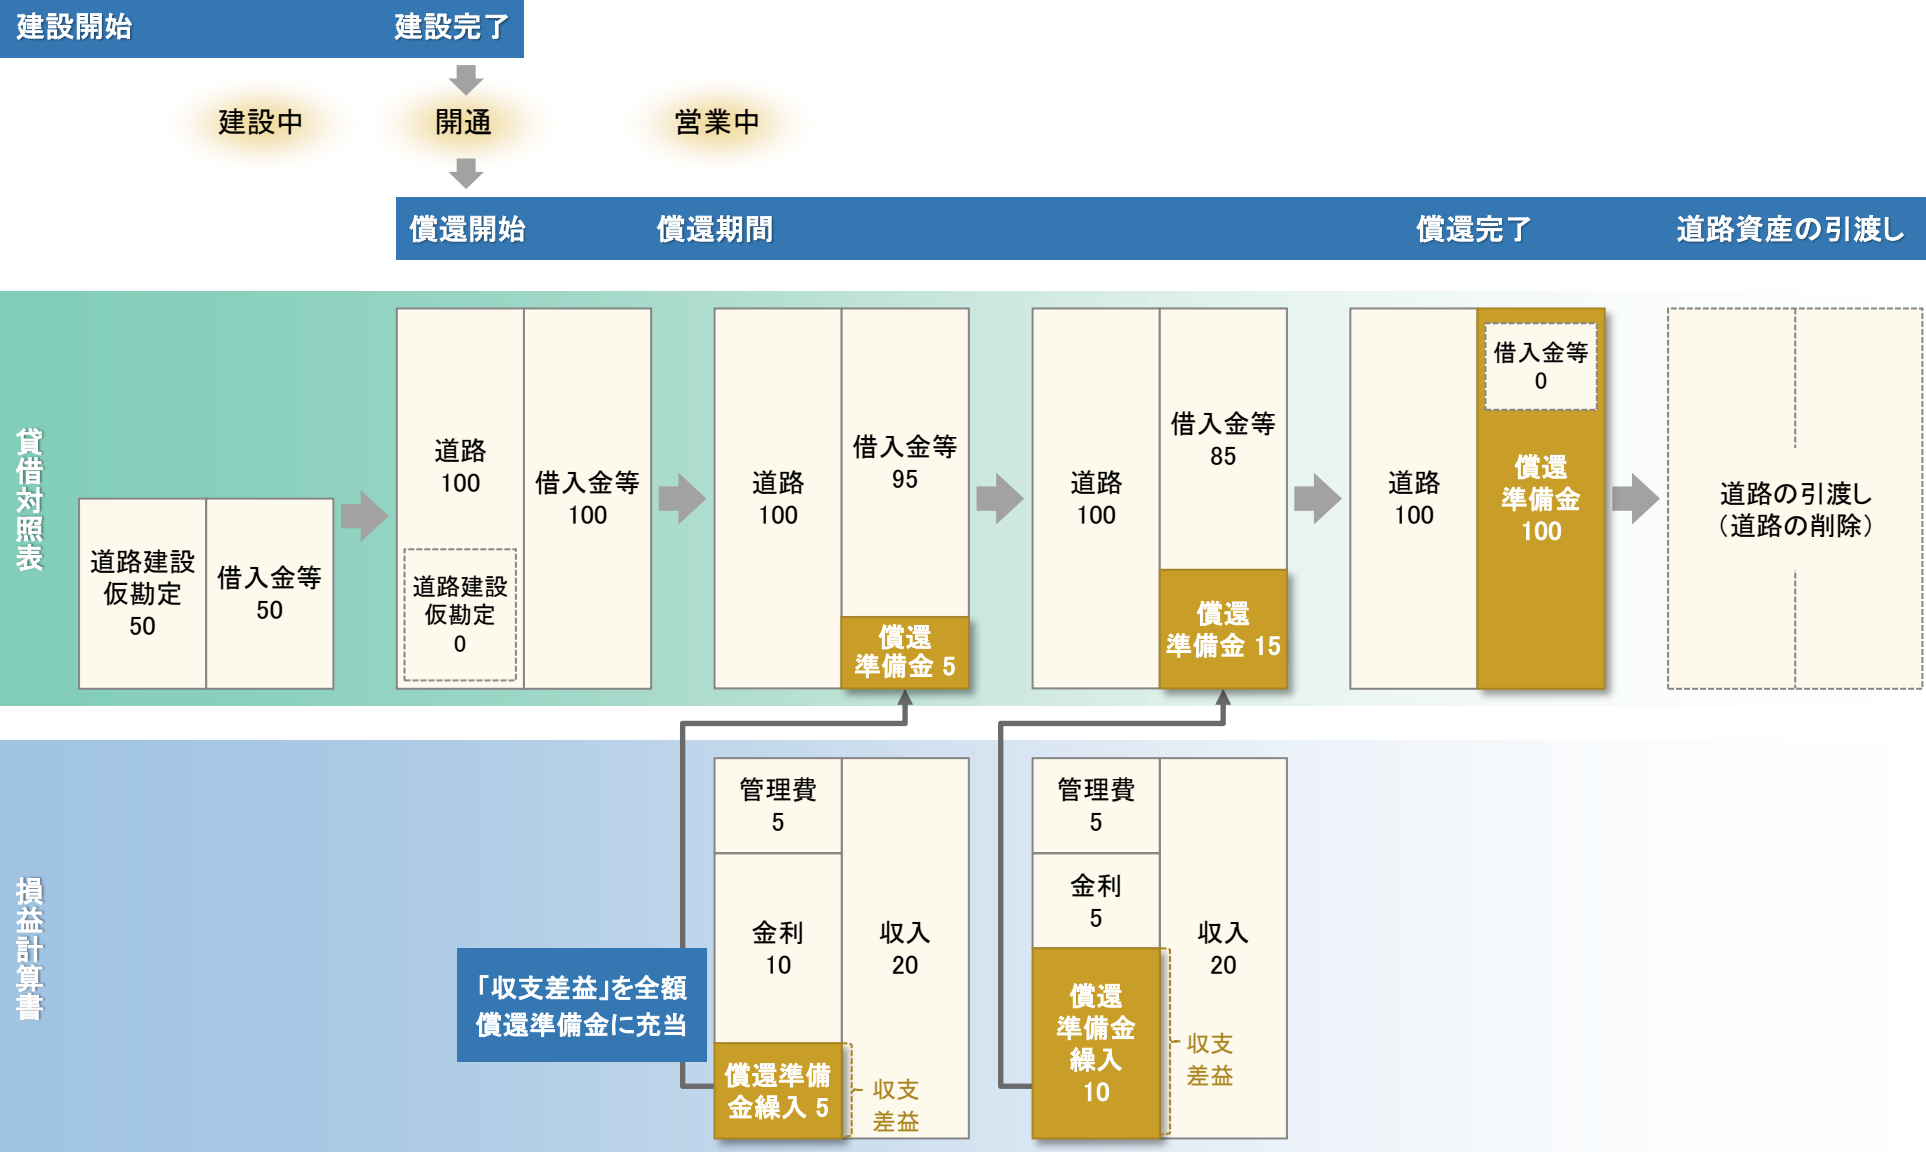 建設開始
建設完了
建設中
開通
営業中
償還開始
償還期間
償還完了
道路資産の引渡し
貸借対照表
道路建設
仮勘定
50
借入金等
50
道路
100
道路建設
仮勘定
0
借入金等
100
道路
100
借入金等
95
償還
準備金 5
道路
100
借入金等
85
償還
準備金 15
道路
100
借入金等
0
償還
準備金
100
道路の引渡し
（道路の削除）
損益計算書
「収支差益」を全額
償還準備金に充当
管理費
5
金利
10
償還準備
金繰入 5
収入
20
収支
差益
管理費
5
金利
5
償還
準備金
繰入
10
収入
20
収支
差益